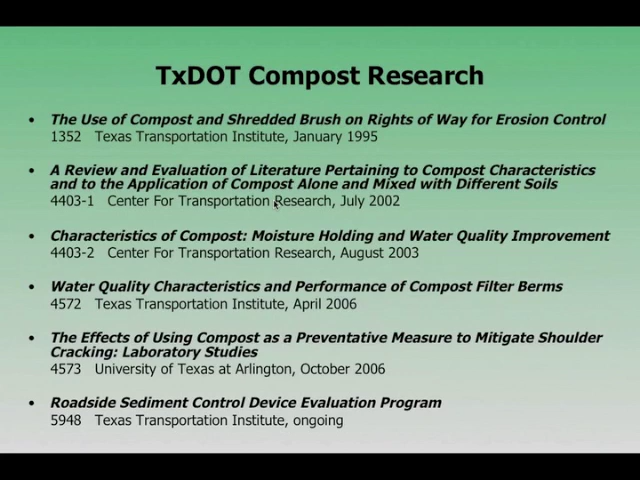 TxDOT Compost Research
• The Use of Compost and Shredded Brush on Rights of Way for Erosion Control
1352 Texas Transportation Institute, January 1995
• A Review and Evaluation of Literature Pertaining to Compost Characteristics
and to the Application of Compost Alone and Mixed with Different Soils
4403-1 Center For Transportation Research, July 2002
• Characteristics of Compost: Moisture Holding and Water Quality Improvement
4403-2 Center For Transportation Research, August 2003
• Water Quality Characteristics and Performance of Compost Filter Berms
4572 Texas Transportation Institute, April 2006
• The Effects of Using Compost as a Preventative Measure to Mitigate Shoulder
Cracking: Laboratory Studies
4573 University of Texas at Arlington, October 2006
• Roadside Sediment Control Device Evaluation Program
5948 Texas Transportation Institute, ongoing